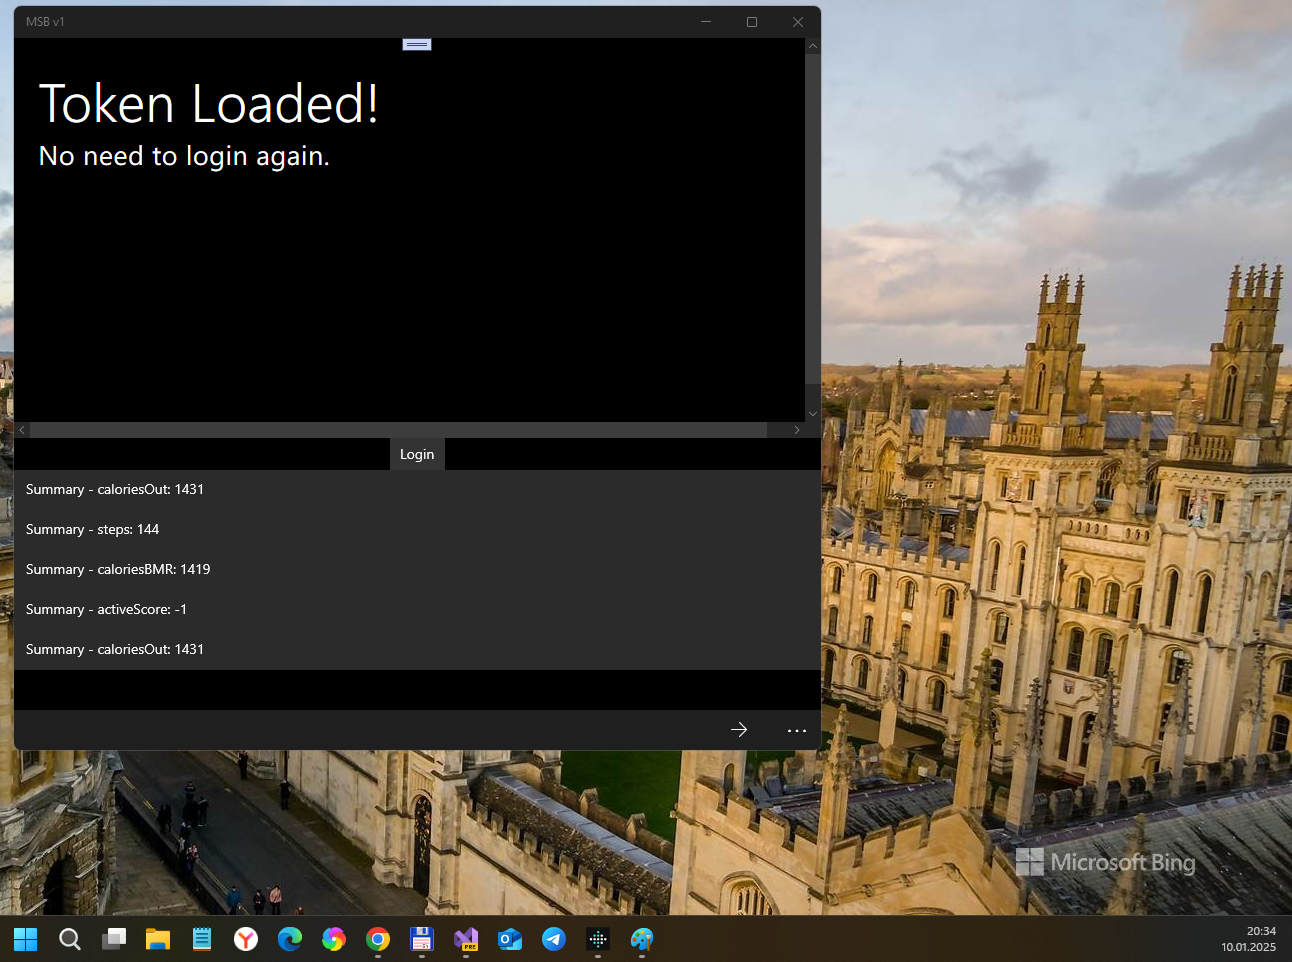 MSB v1
Token Loaded!
No need to login again.
Login
Summary - caloriesOut: 1431
Summary - steps: 144
Summary - caloriesBMR: 1419
Summary - activeScore: -1
Summary - caloriesOut: 1431
Microsoft Bing
PRE
20:34
10.01.2025